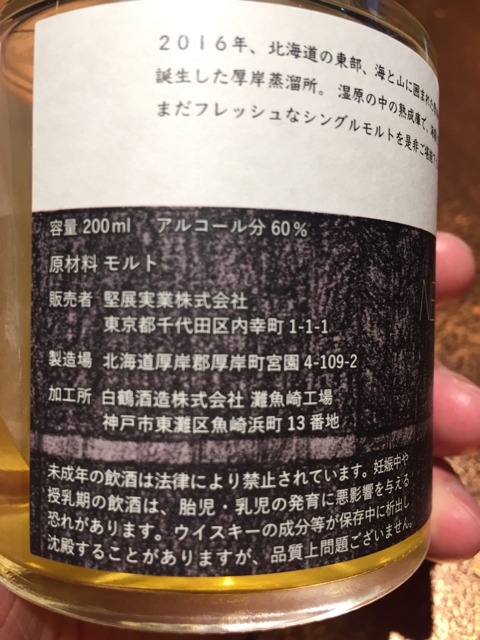 2016年、北海道の東部、海と山に囲まれた
誕生した厚岸蒸溜所。湿原の中の熟成庫で、
まだフレッシュなシングルモルトを是非ご堪能
容量 200ml アルコール分 60%
原材料 モルト
販売者 堅展実業株式会社
東京都千代田区内幸町 1-1-1
製造場 北海道厚岸郡厚岸町宮園 4-109-2
加工所 白鶴酒造株式会社 灘魚崎工場
神戸市東灘区魚崎浜町 13 番地
未成年の飲酒は法律により禁止されています。妊娠中や
授乳期の飲酒は、胎児・乳児の発育に悪影響を与える
恐れがあります。ウイスキーの成分等が保存中に析出し
沈殿することがありますが、品質上問題ございません。